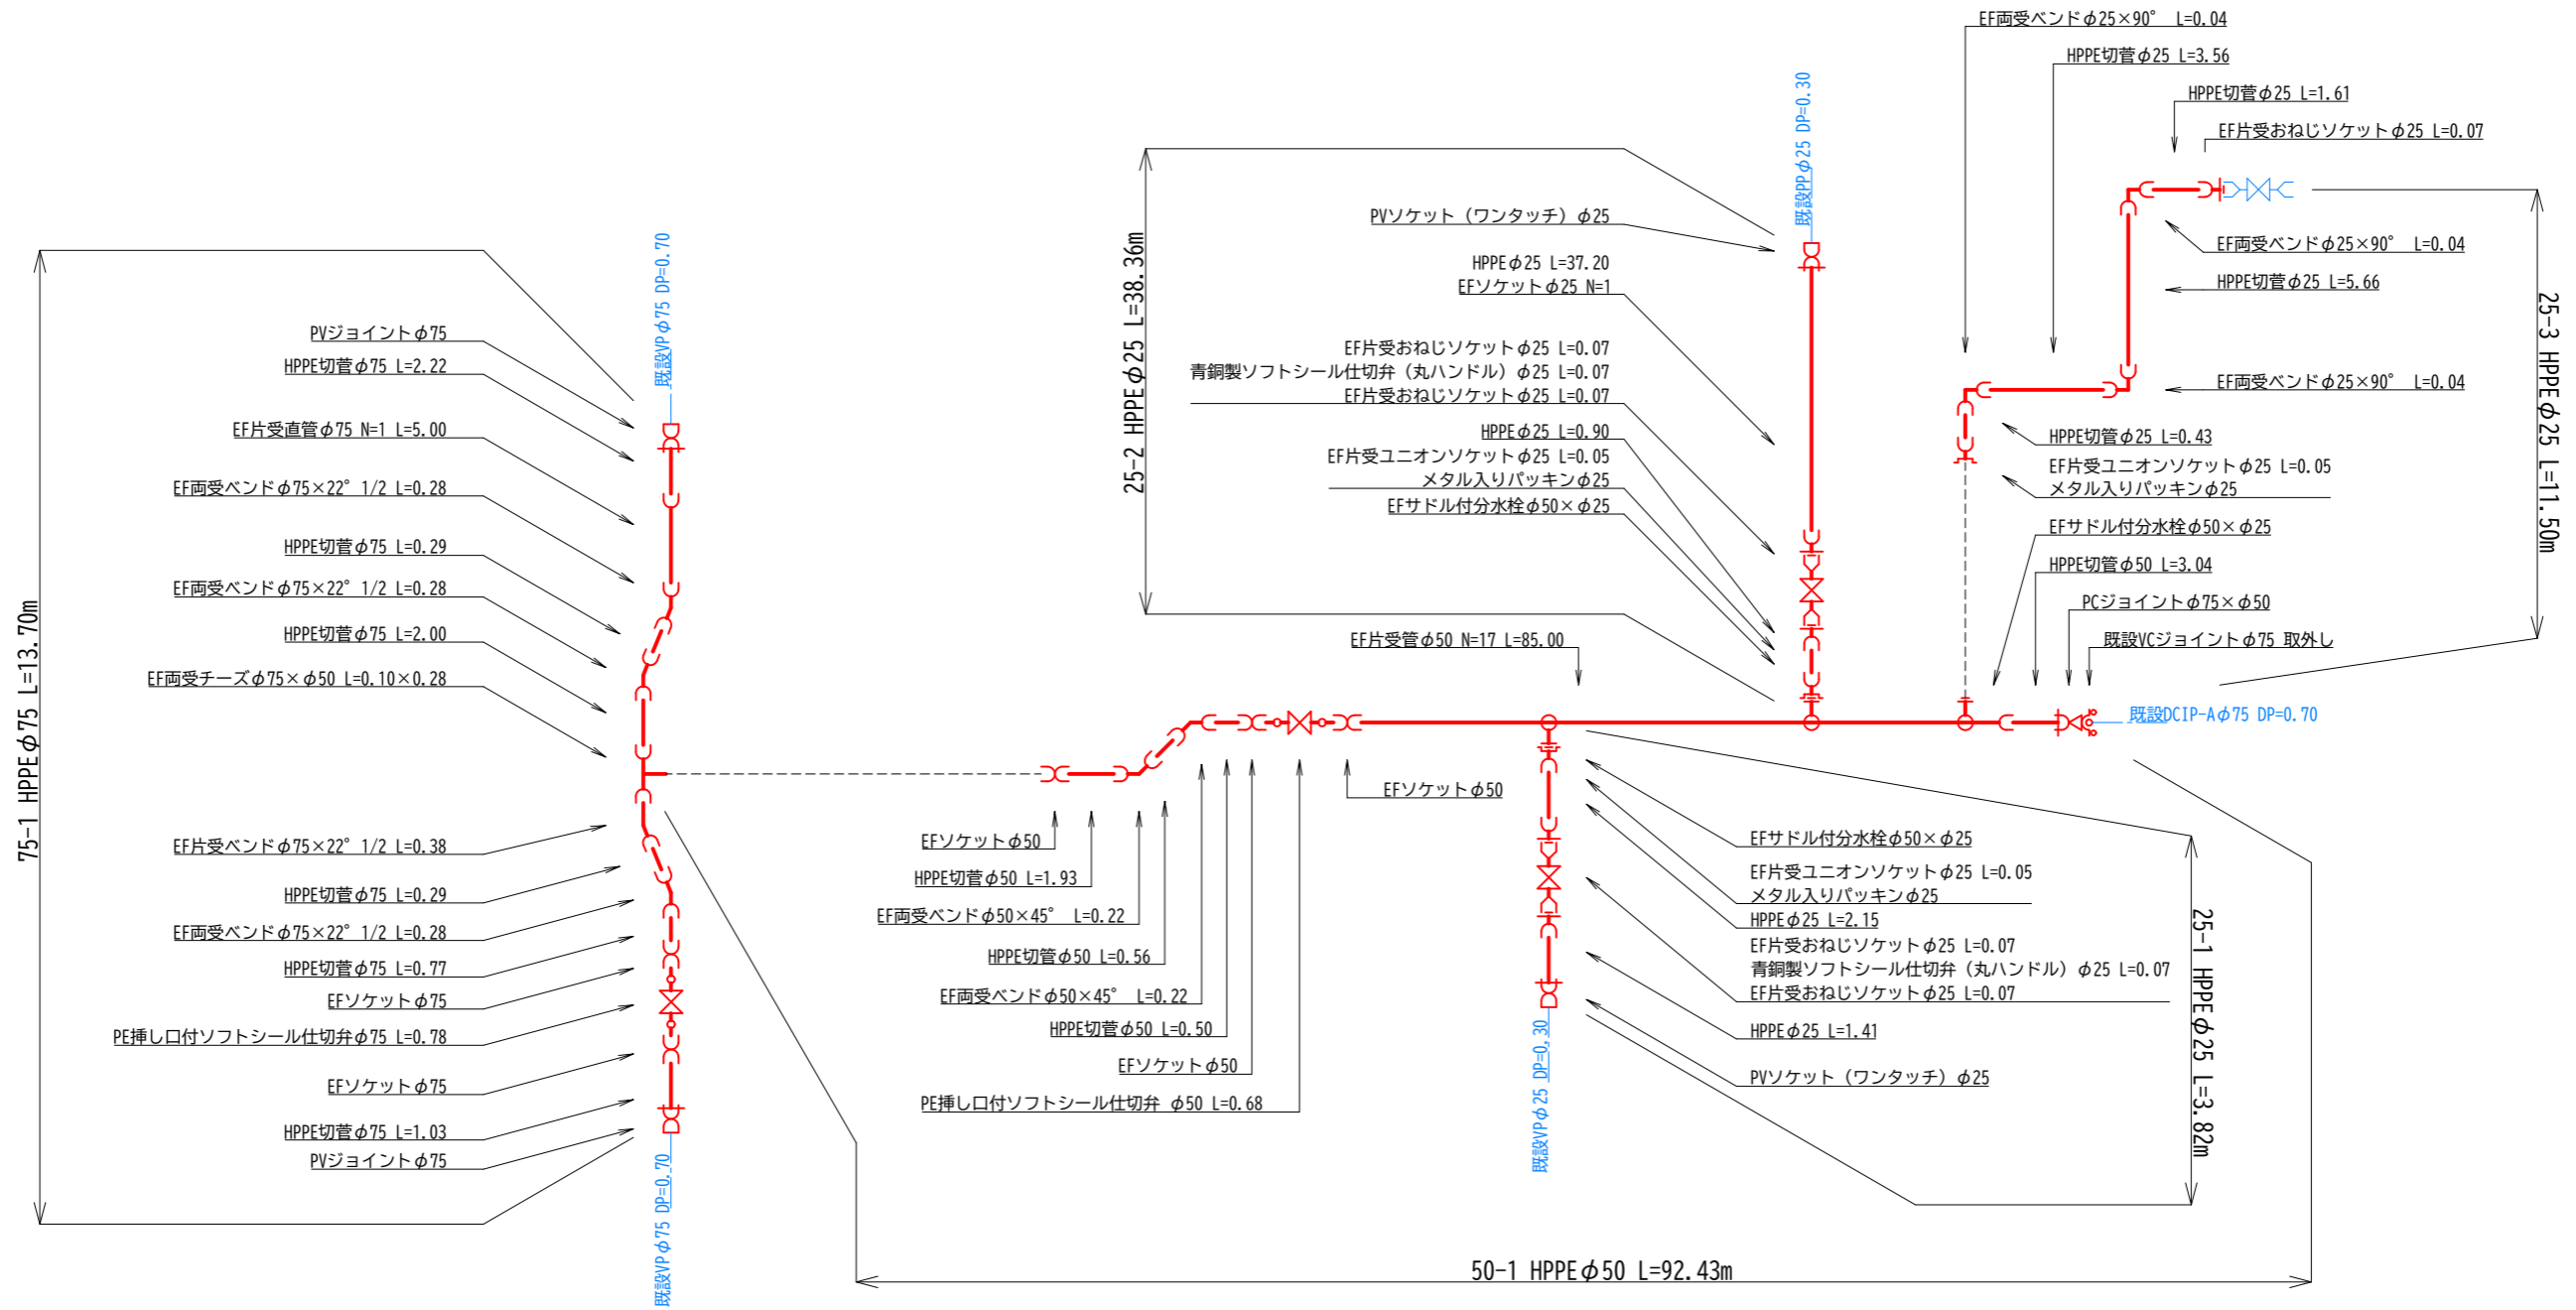 75-1 HPPEφ75 L=13.70m
既設VPφ75 DP=0.70
PVジョイントφ75
HPPE切管φ75 L=2.22
EF片受直管φ75 N=1 L=5.00
EF両受ベンドφ75×22°1/2 L=0.28
HPPE切管φ75 L=0.29
EF両受ベンドφ75×22°1/2 L=0.28
HPPE切管φ75 L=2.00
EF両受チーズφ75×φ50 L=0.10×0.28
EF片受ベンドφ75×22°1/2 L=0.38
HPPE切管φ75 L=0.29
EF両受ベンドφ75×22°1/2 L=0.28
HPPE切管φ75 L=0.77
EFソケットφ75
PE挿し口付ソフトシール仕切弁φ75 L=0.78
EFソケットφ75
HPPE切管φ75 L=1.03
PVジョイントφ75
既設VPφ75 DP=0.70
EFソケットφ50
HPPE切管φ50 L=1.93
EF両受ベンドφ50×45° L=0.22
HPPE切管φ50 L=0.56
EF両受ベンドφ50×45° L=0.22
HPPE切管φ50 L=0.50
EFソケットφ50
PE挿し口付ソフトシール仕切弁 φ50 L=0.68
EFソケットφ50
EF片受管φ50 N=17 L=85.00
50-1 HPPEφ50 L=92.43m
25-2 HPPEφ25 L=38.36m
既設PPφ25 DP=0.30
PVソケット（ワンタッチ）φ25
HPPEφ25 L=37.20
EFソケットφ25 N=1
EF片受おねじソケットφ25 L=0.07
青銅製ソフトシール仕切弁（丸ハンドル）φ25 L=0.07
EF片受おねじソケットφ25 L=0.07
HPPEφ25 L=0.90
EF片受ユニオンソケットφ25 L=0.05
メタル入りパッキンφ25
EFサドル付分水栓φ50×φ25
EF両受ベンドφ25×90° L=0.04
HPPE切管φ25 L=3.56
HPPE切管φ25 L=1.61
EF片受おねじソケットφ25 L=0.07
EF両受ベンドφ25×90° L=0.04
HPPE切管φ25 L=5.66
EF両受ベンドφ25×90° L=0.04
HPPE切管φ25 L=0.43
EF片受ユニオンソケットφ25 L=0.05
メタル入りパッキンφ25
EFサドル付分水栓φ50×φ25
HPPE切管φ50 L=3.04
PCジョイントφ75×φ50
既設VCジョイントφ75 取外し
既設DCIP-Aφ75 DP=0.70
25-3 HPPEφ25 L=11.50m
EFサドル付分水栓φ50×φ25
EF片受ユニオンソケットφ25 L=0.05
メタル入りパッキンφ25
HPPEφ25 L=2.15
EF片受おねじソケットφ25 L=0.07
青銅製ソフトシール仕切弁（丸ハンドル）φ25 L=0.07
EF片受おねじソケットφ25 L=0.07
HPPEφ25 L=1.41
PVソケット（ワンタッチ）φ25
既設VPφ25 DP=0.30
25-1 HPPEφ25 L=3.82m